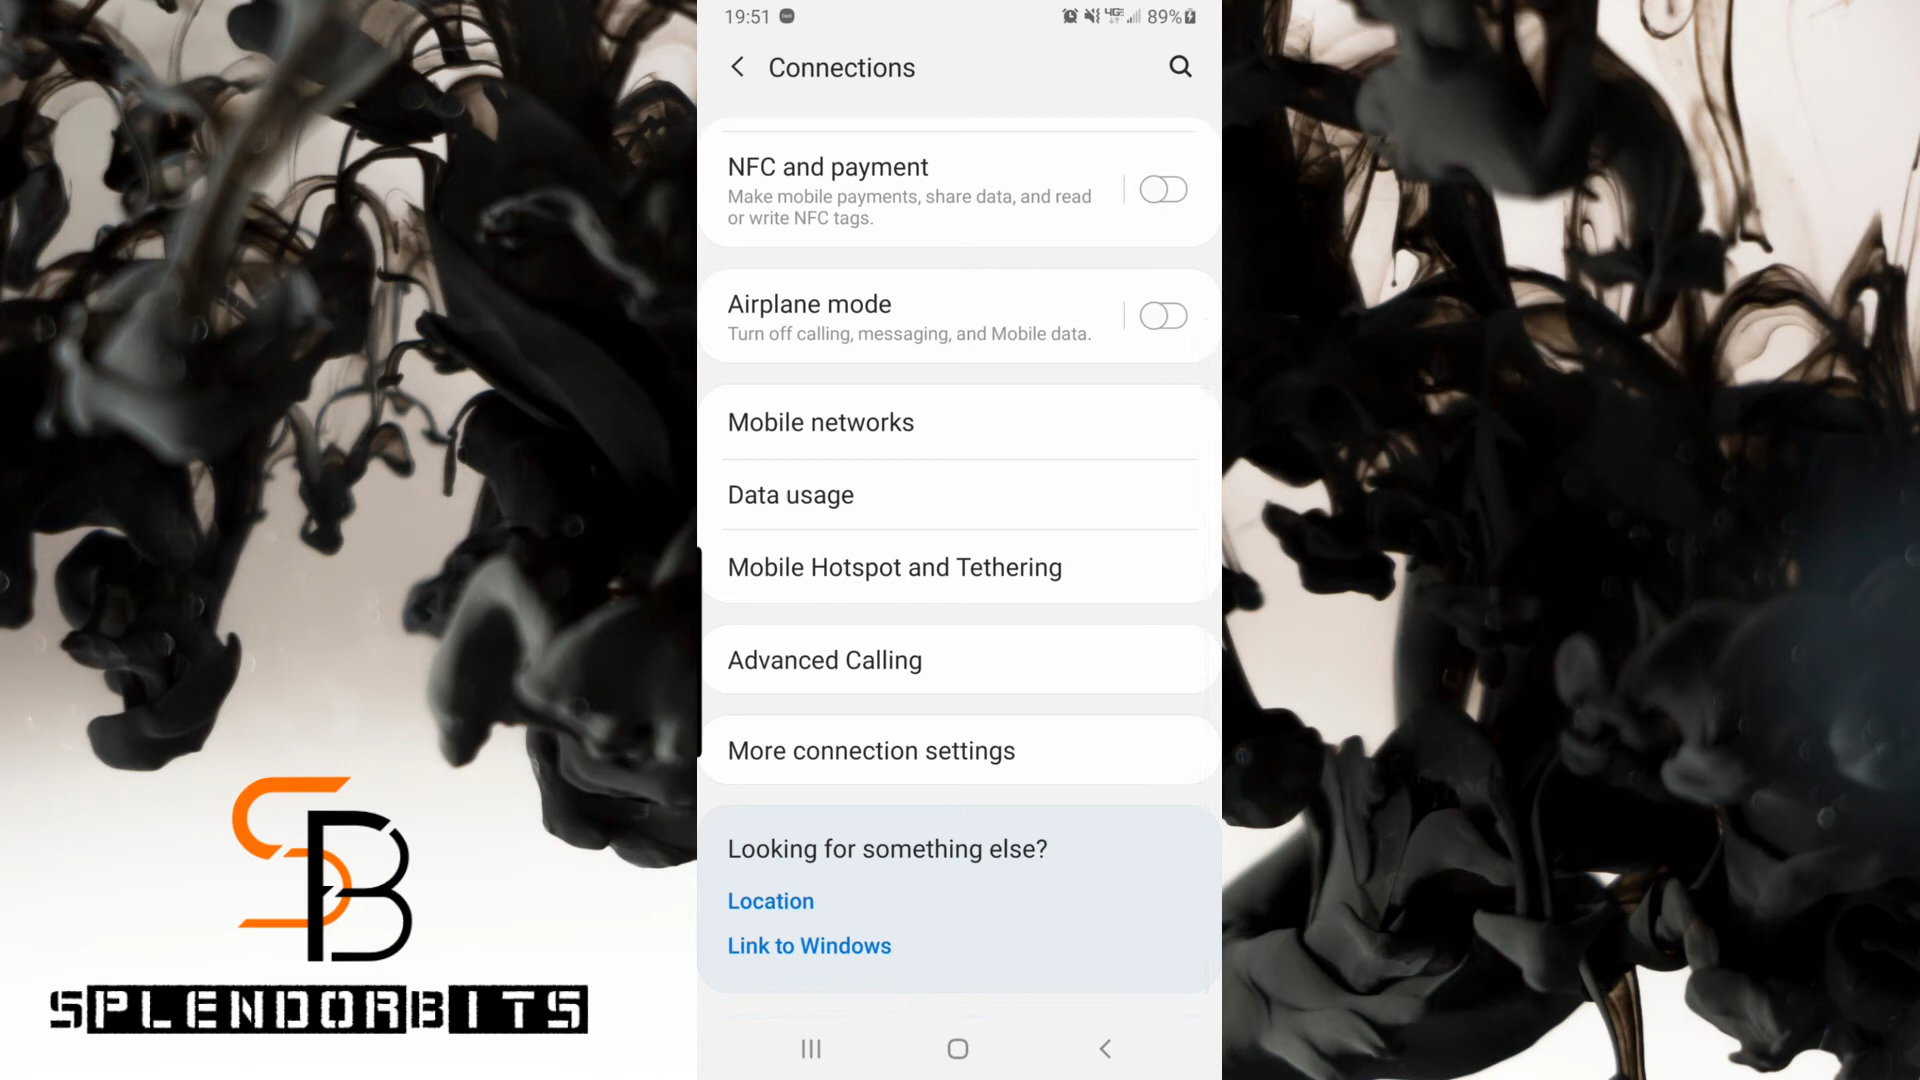 19:51
4GE 89%
Connections
NFC and payment
Make mobile payments, share data, and read
or write NFC tags.
Airplane mode
Turn off calling, messaging, and Mobile data.
Mobile networks
Data usage
Mobile Hotspot and Tethering
Advanced Calling
More connection settings
Looking for something else?
Location
Link to Windows
SB
SPLENDORBITS